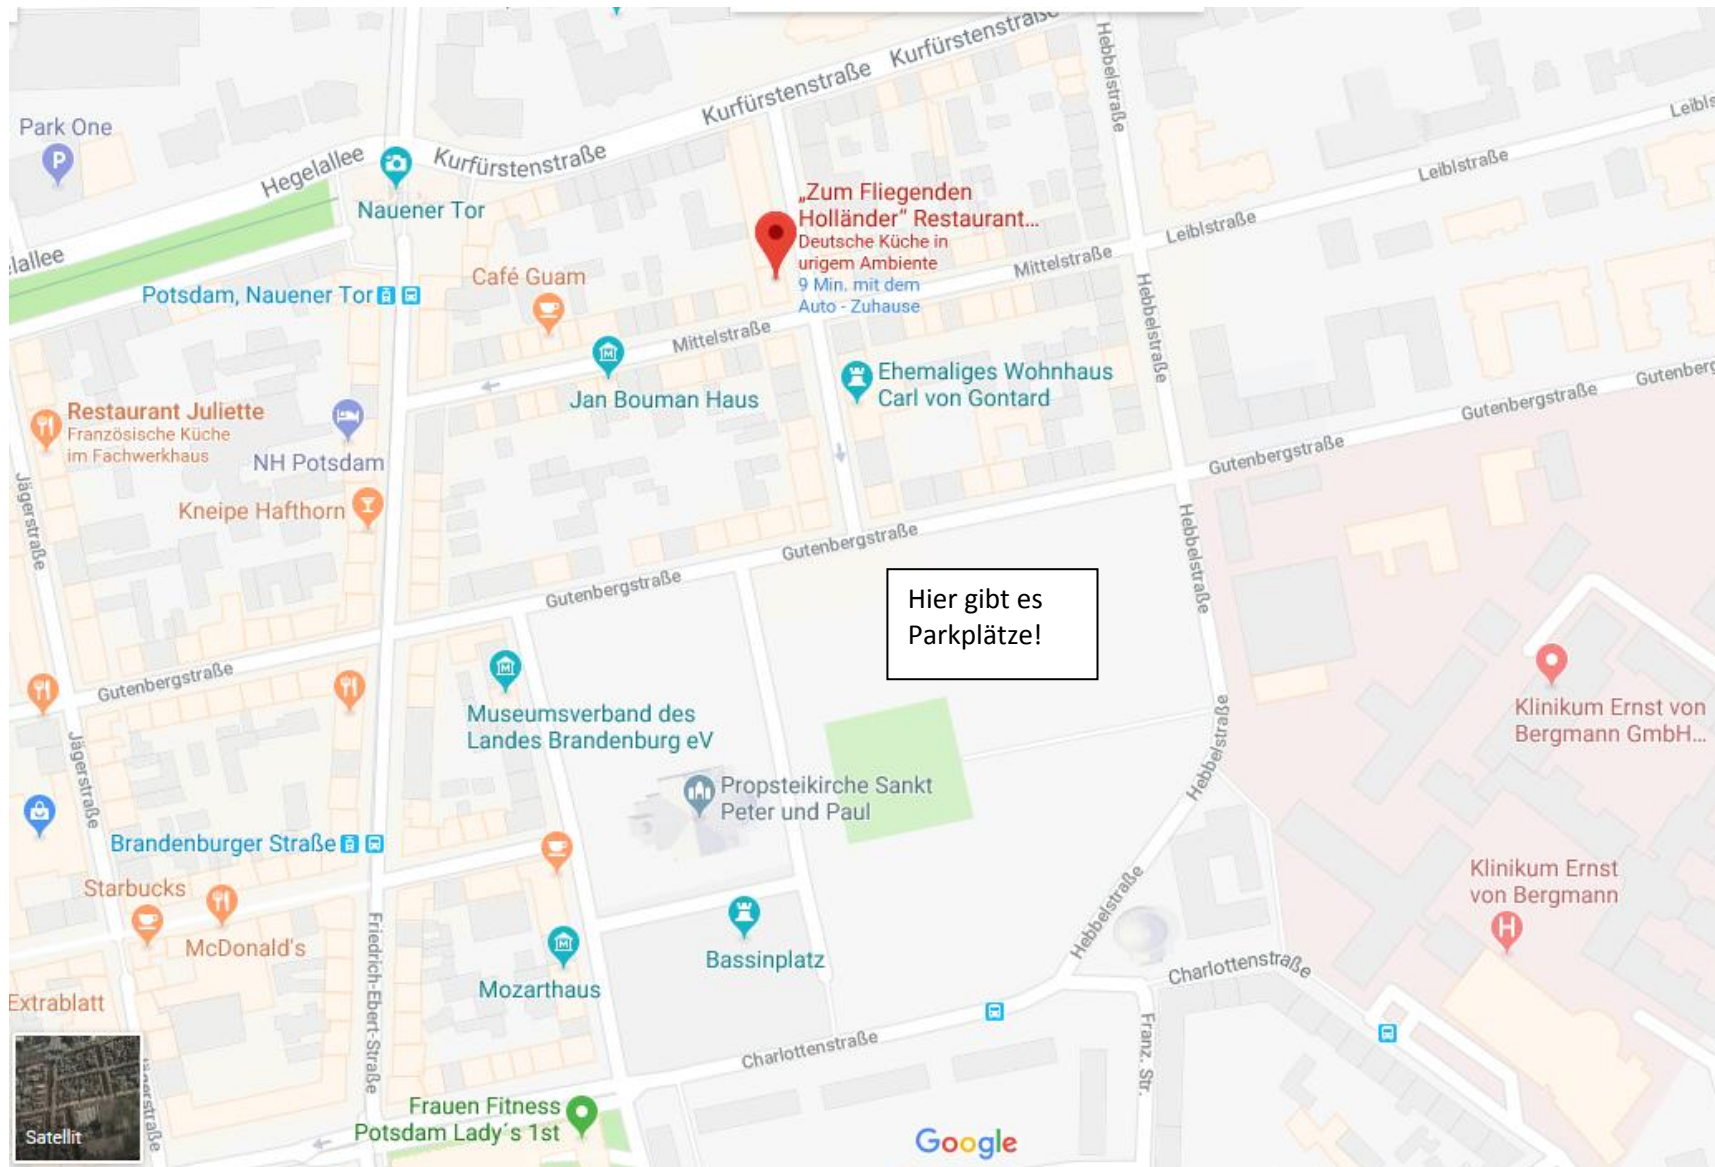 Kurfürstenstraße
Kurfürstenstraße
Kurfürstenstraße
Hebbelstraße
Park One
P
Hegelallee
Nauener Tor
„Zum Fliegenden
Holländer“ Restaurant...
Deutsche Küche in
urigem Ambiente
9 Min. mit dem
Auto - Zuhause
Leiblstraße
Leiblstraße
Mittelstraße
Hebbelstraße
Potsdam, Nauener Tor
Café Guam
Mittelstraße
Jan Bouman Haus
Ehemaliges Wohnhaus
Carl von Gontard
Restaurant Juliette
Französische Küche
im Fachwerkhaus
NH Potsdam
Kneipe Hafthorn
Jägerstraße
Gutenberg
Gutenbergstraße
Gutenbergstraße
Gutenbergstraße
Gutenbergstraße
Gutenbergstraße
Hebbelstraße
Hier gibt es
Parkplätze!
Museumsverband des
Landes Brandenburg eV
Propsteikirche Sankt
Peter und Paul
Klinikum Ernst von
Bergmann GmbH...
Hebbelstraße
Jägerstraße
Brandenburger Straße
Starbucks
McDonald's
Extrablatt
Friedrich-Ebert-Straße
Mozarthaus
Bassinplatz
Hebbelstraße
Klinikum Ernst
von Bergmann
H
Charlottenstraße
Charlottenstraße
Franz. Str.
Frauen Fitness
Potsdam Lady´s 1st
Satellit
Google